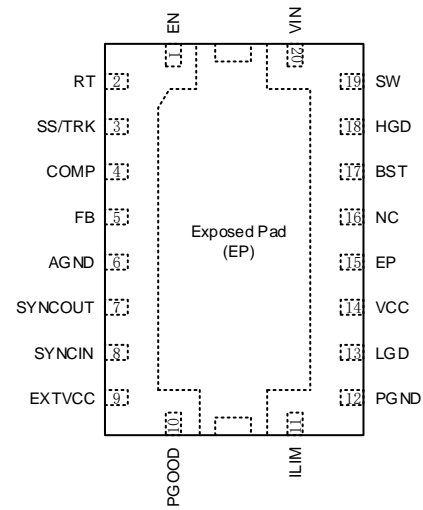 EN
VIN
1
20
RT 2
19 SW
SS/TRK 3
18 HGD
COMP 4
17 BST
FB 5
16 NC
Exposed Pad
(EP)
AGND 6
15 EP
SYNCOUT 7
14 VCC
SYNCIN 8
13 LGD
EXTVCC 9
12 PGND
10
11
PGOOD
ILIM